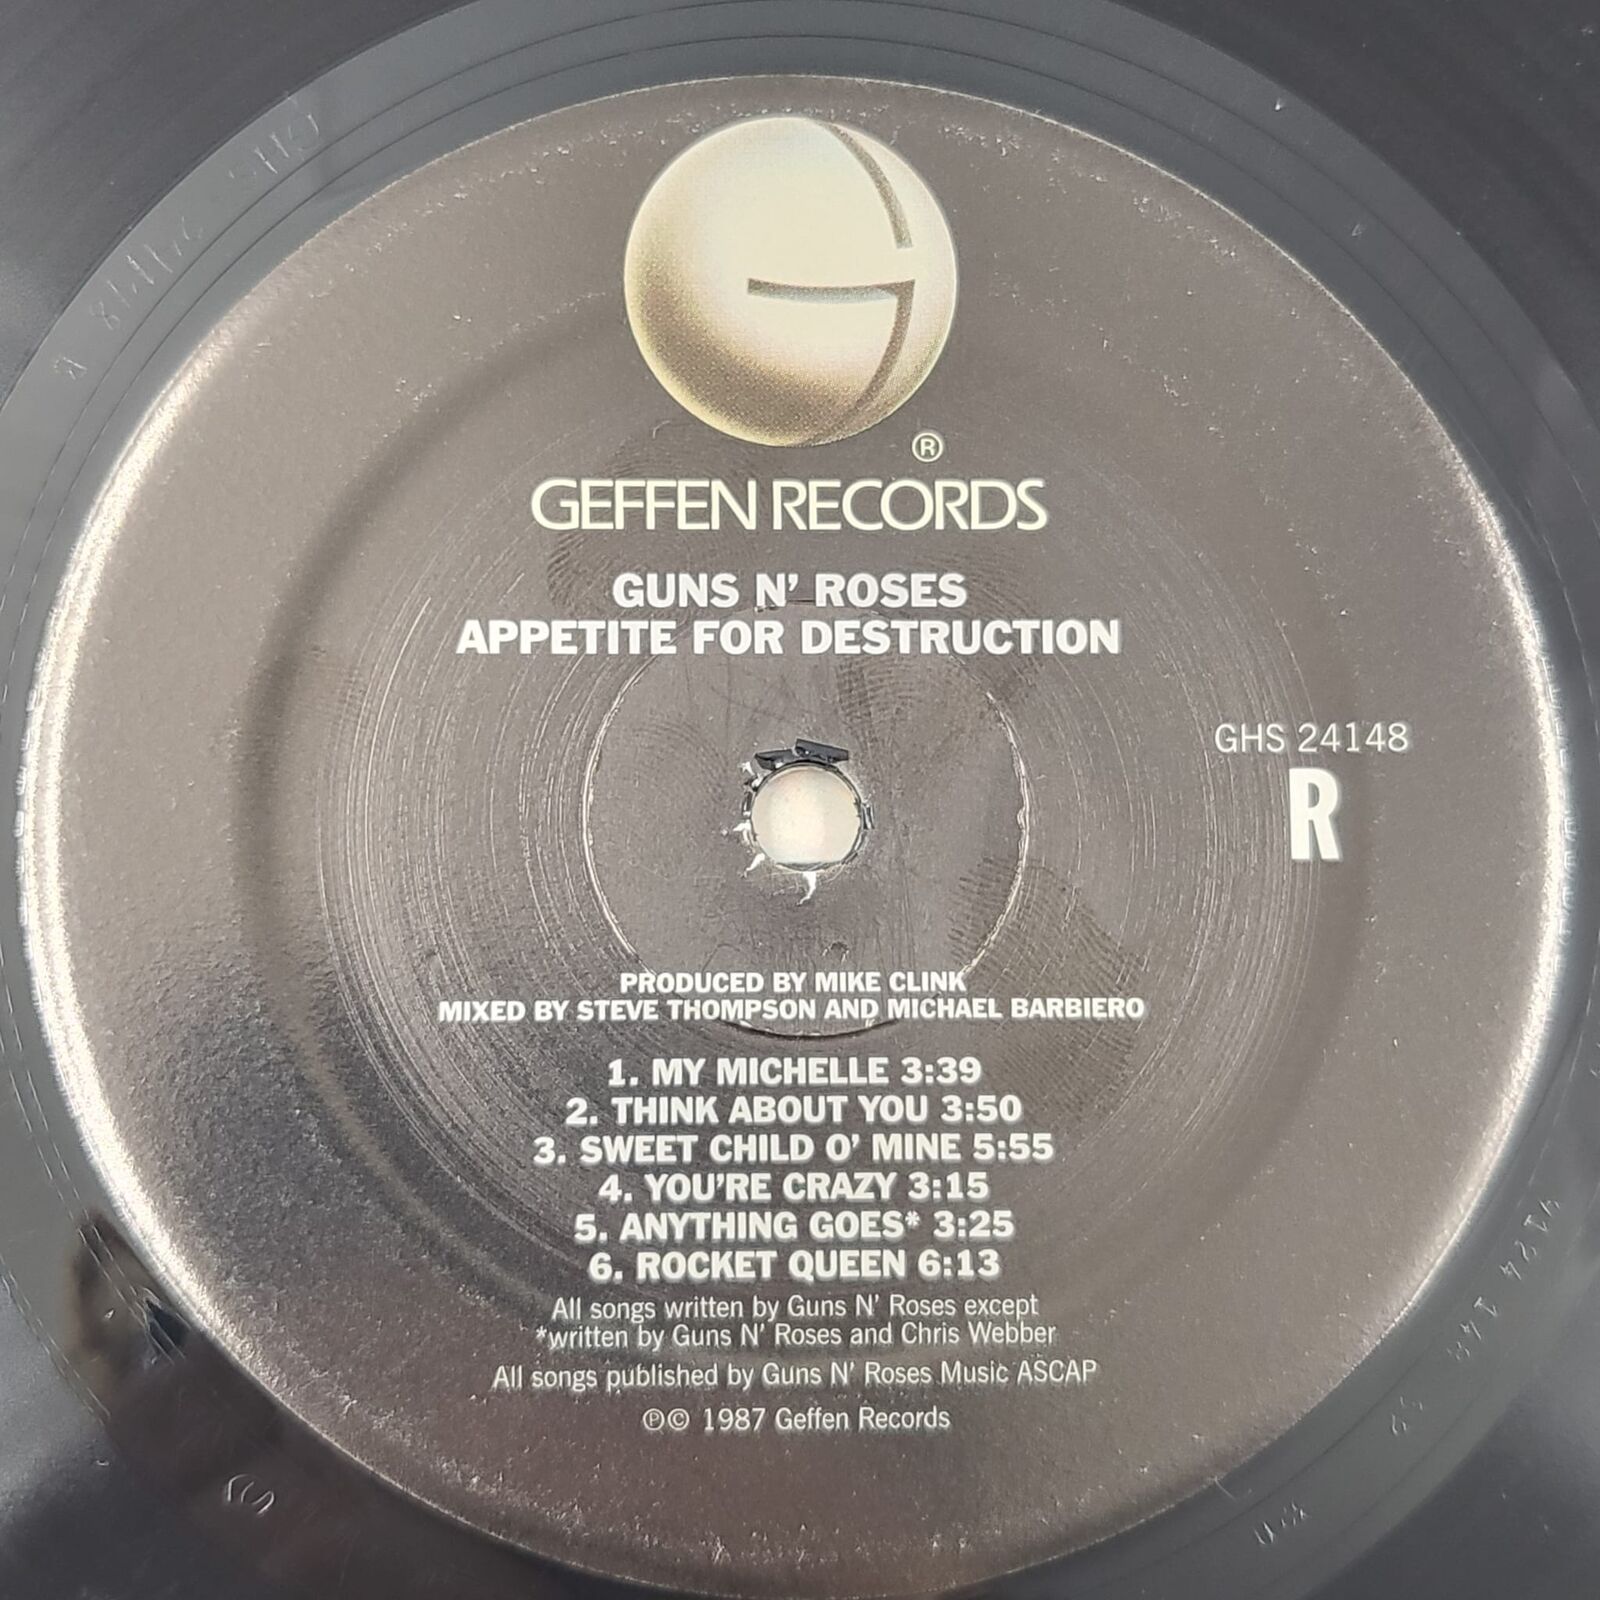 ®
GEFFEN RECORDS
GUNS N' ROSES
APPETITE FOR DESTRUCTION
GHS 24148
R
PRODUCED BY MIKE CLINK
MIXED BY STEVE THOMPSON AND MICHAEL BARBIERO
1. MY MICHELLE 3:39
2. THINK ABOUT YOU 3:50
3. SWEET CHILD O' MINE 5:55
4. YOU'RE CRAZY 3:15
5. ANYTHING GOES* 3:25
6. ROCKET QUEEN 6:13
All songs written by Guns N' Roses except
*written by Guns N' Roses and Chris Webber
All songs published by Guns N' Roses Music ASCAP
℗© 1987 Geffen Records